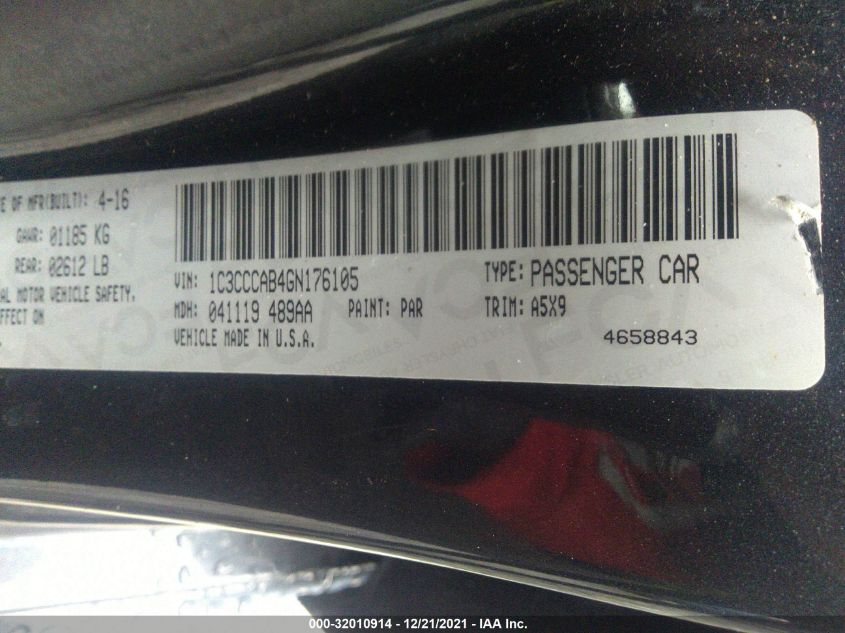 E OF MFR(BUILT): 4-16
GAWR: 01185 KG
REAR: 02612 LB
AL MOTOR VEHICLE SAFETY.
FFECT ON
VIN: 1C3CCCAB4GN176105
TYPE: PASSENGER CAR
MDH: 041119 489AA
PAINT: PAR
TRIM: A5X9
VEHICLE MADE IN U.S.A.
4658843
000-32010914 - 12/21/2021 - IAA Inc.